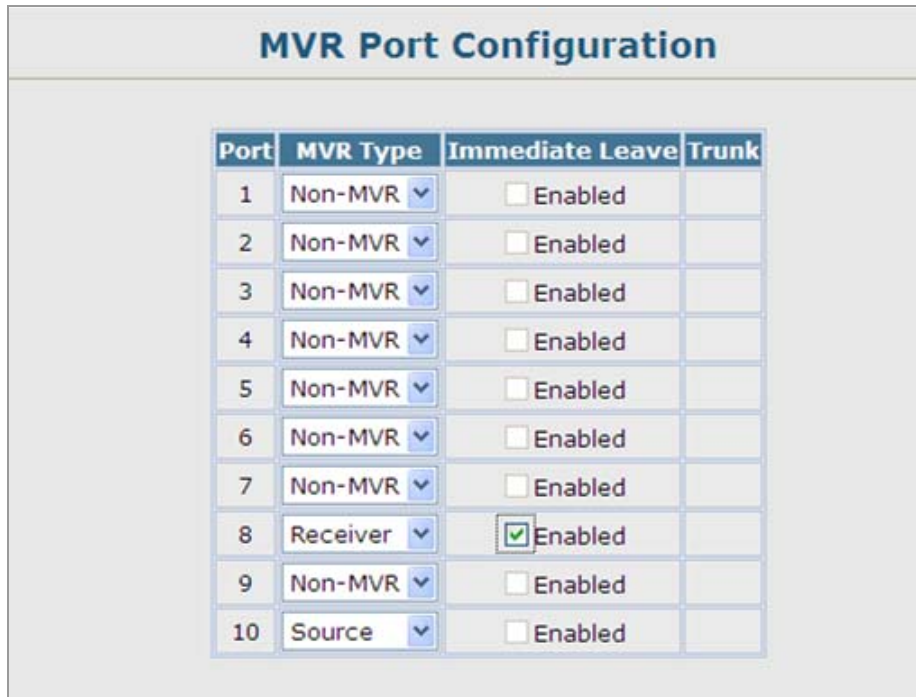 MVR Port Configuration
Port MVR Type Immediate Leave Trunk
1 Non-MVR Enabled
2 Non-MVR Enabled
3 Non-MVR Enabled
4 Non-MVR Enabled
5 Non-MVR Enabled
6 Non-MVR Enabled
7 Non-MVR Enabled
8 Receiver Enabled
9 Non-MVR Enabled
10 Source Enabled